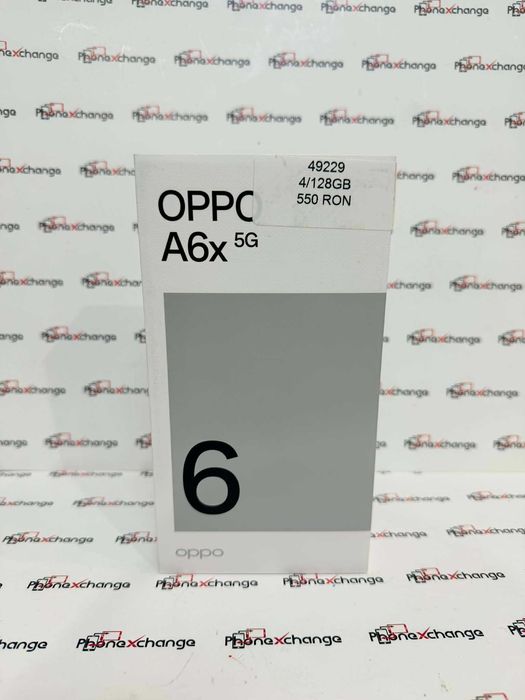 49229
4/128GB
550 RON
OPPO
A6x 5G
6
oppo
PhoneXchange